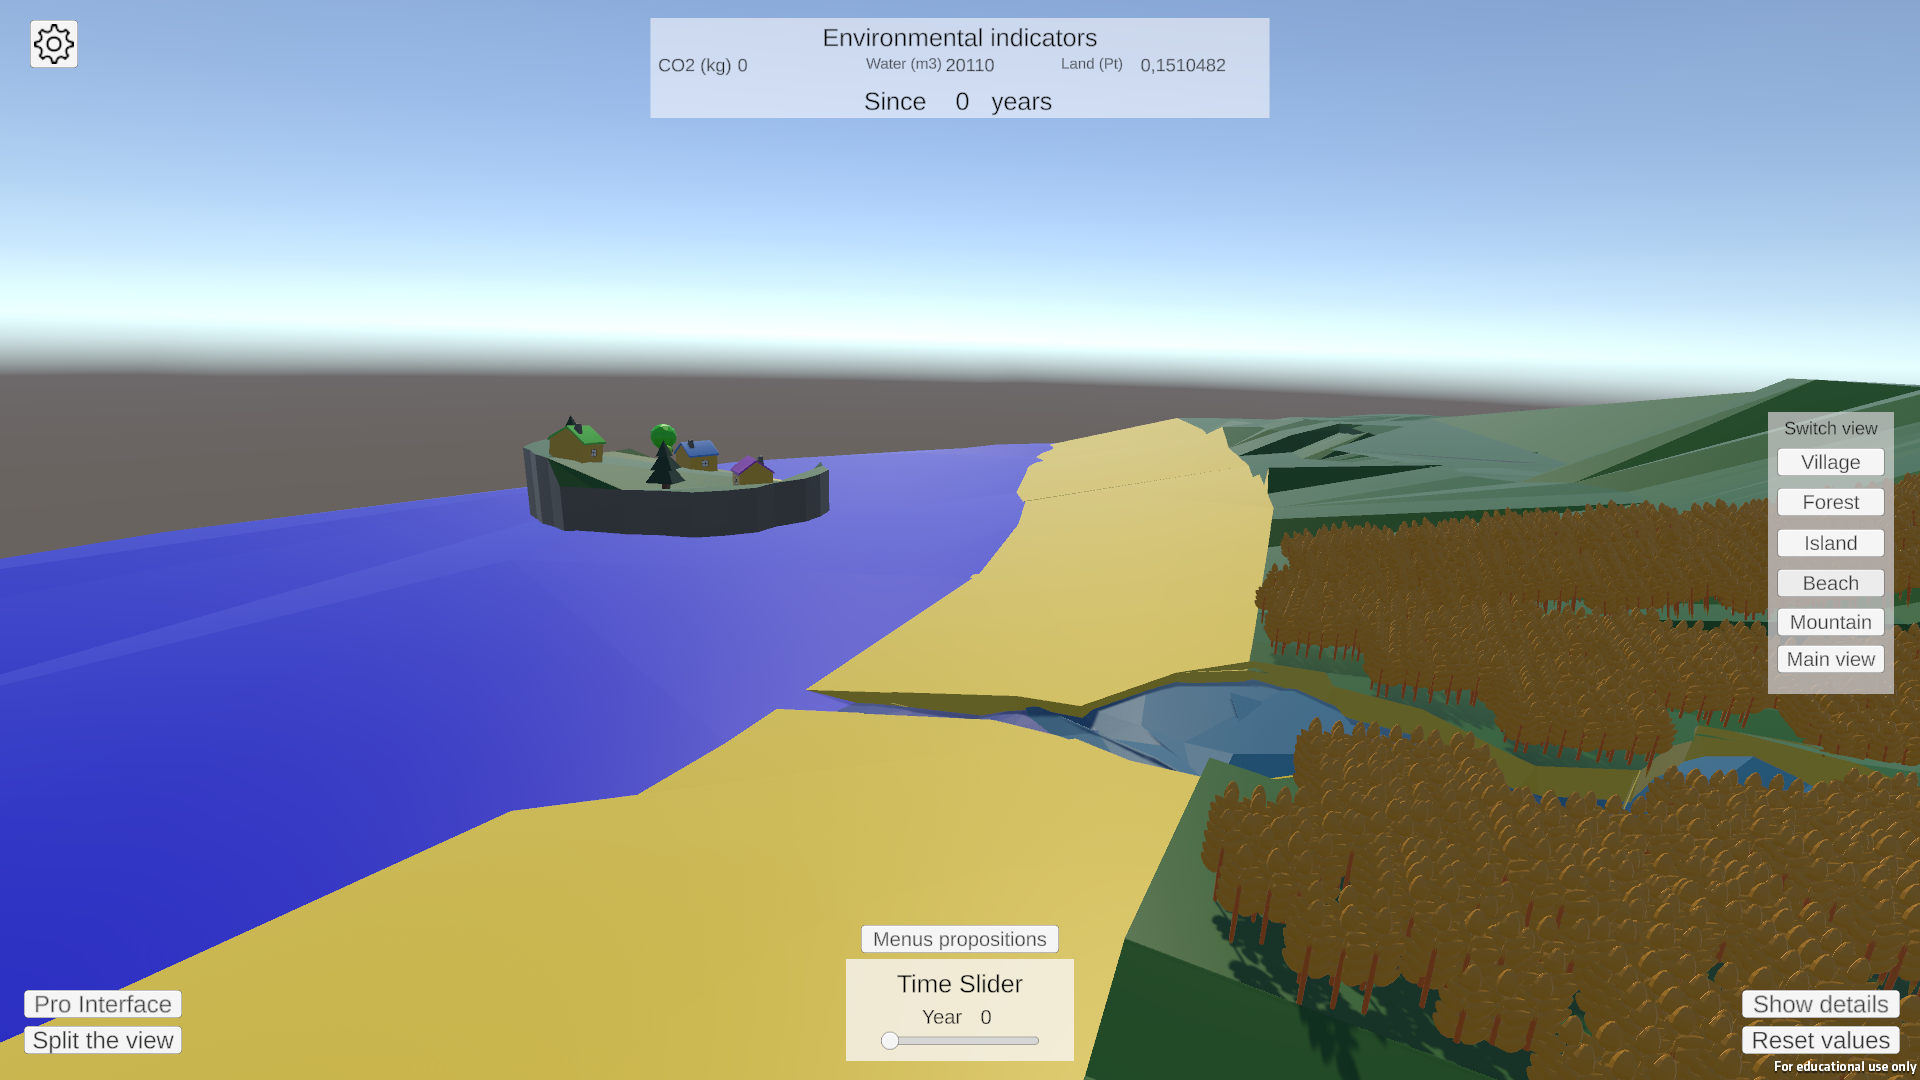 Environmental indicators
CO2 (kg) 0 Water (m3) 20110 Land (Pt) 0,1510482
Since 0 years
Switch view
Village
Forest
Island
Beach
Mountain
Main view
Menus propositions
Time Slider
Year 0
Pro Interface
Split the view
Show details
Reset values
For educational use only